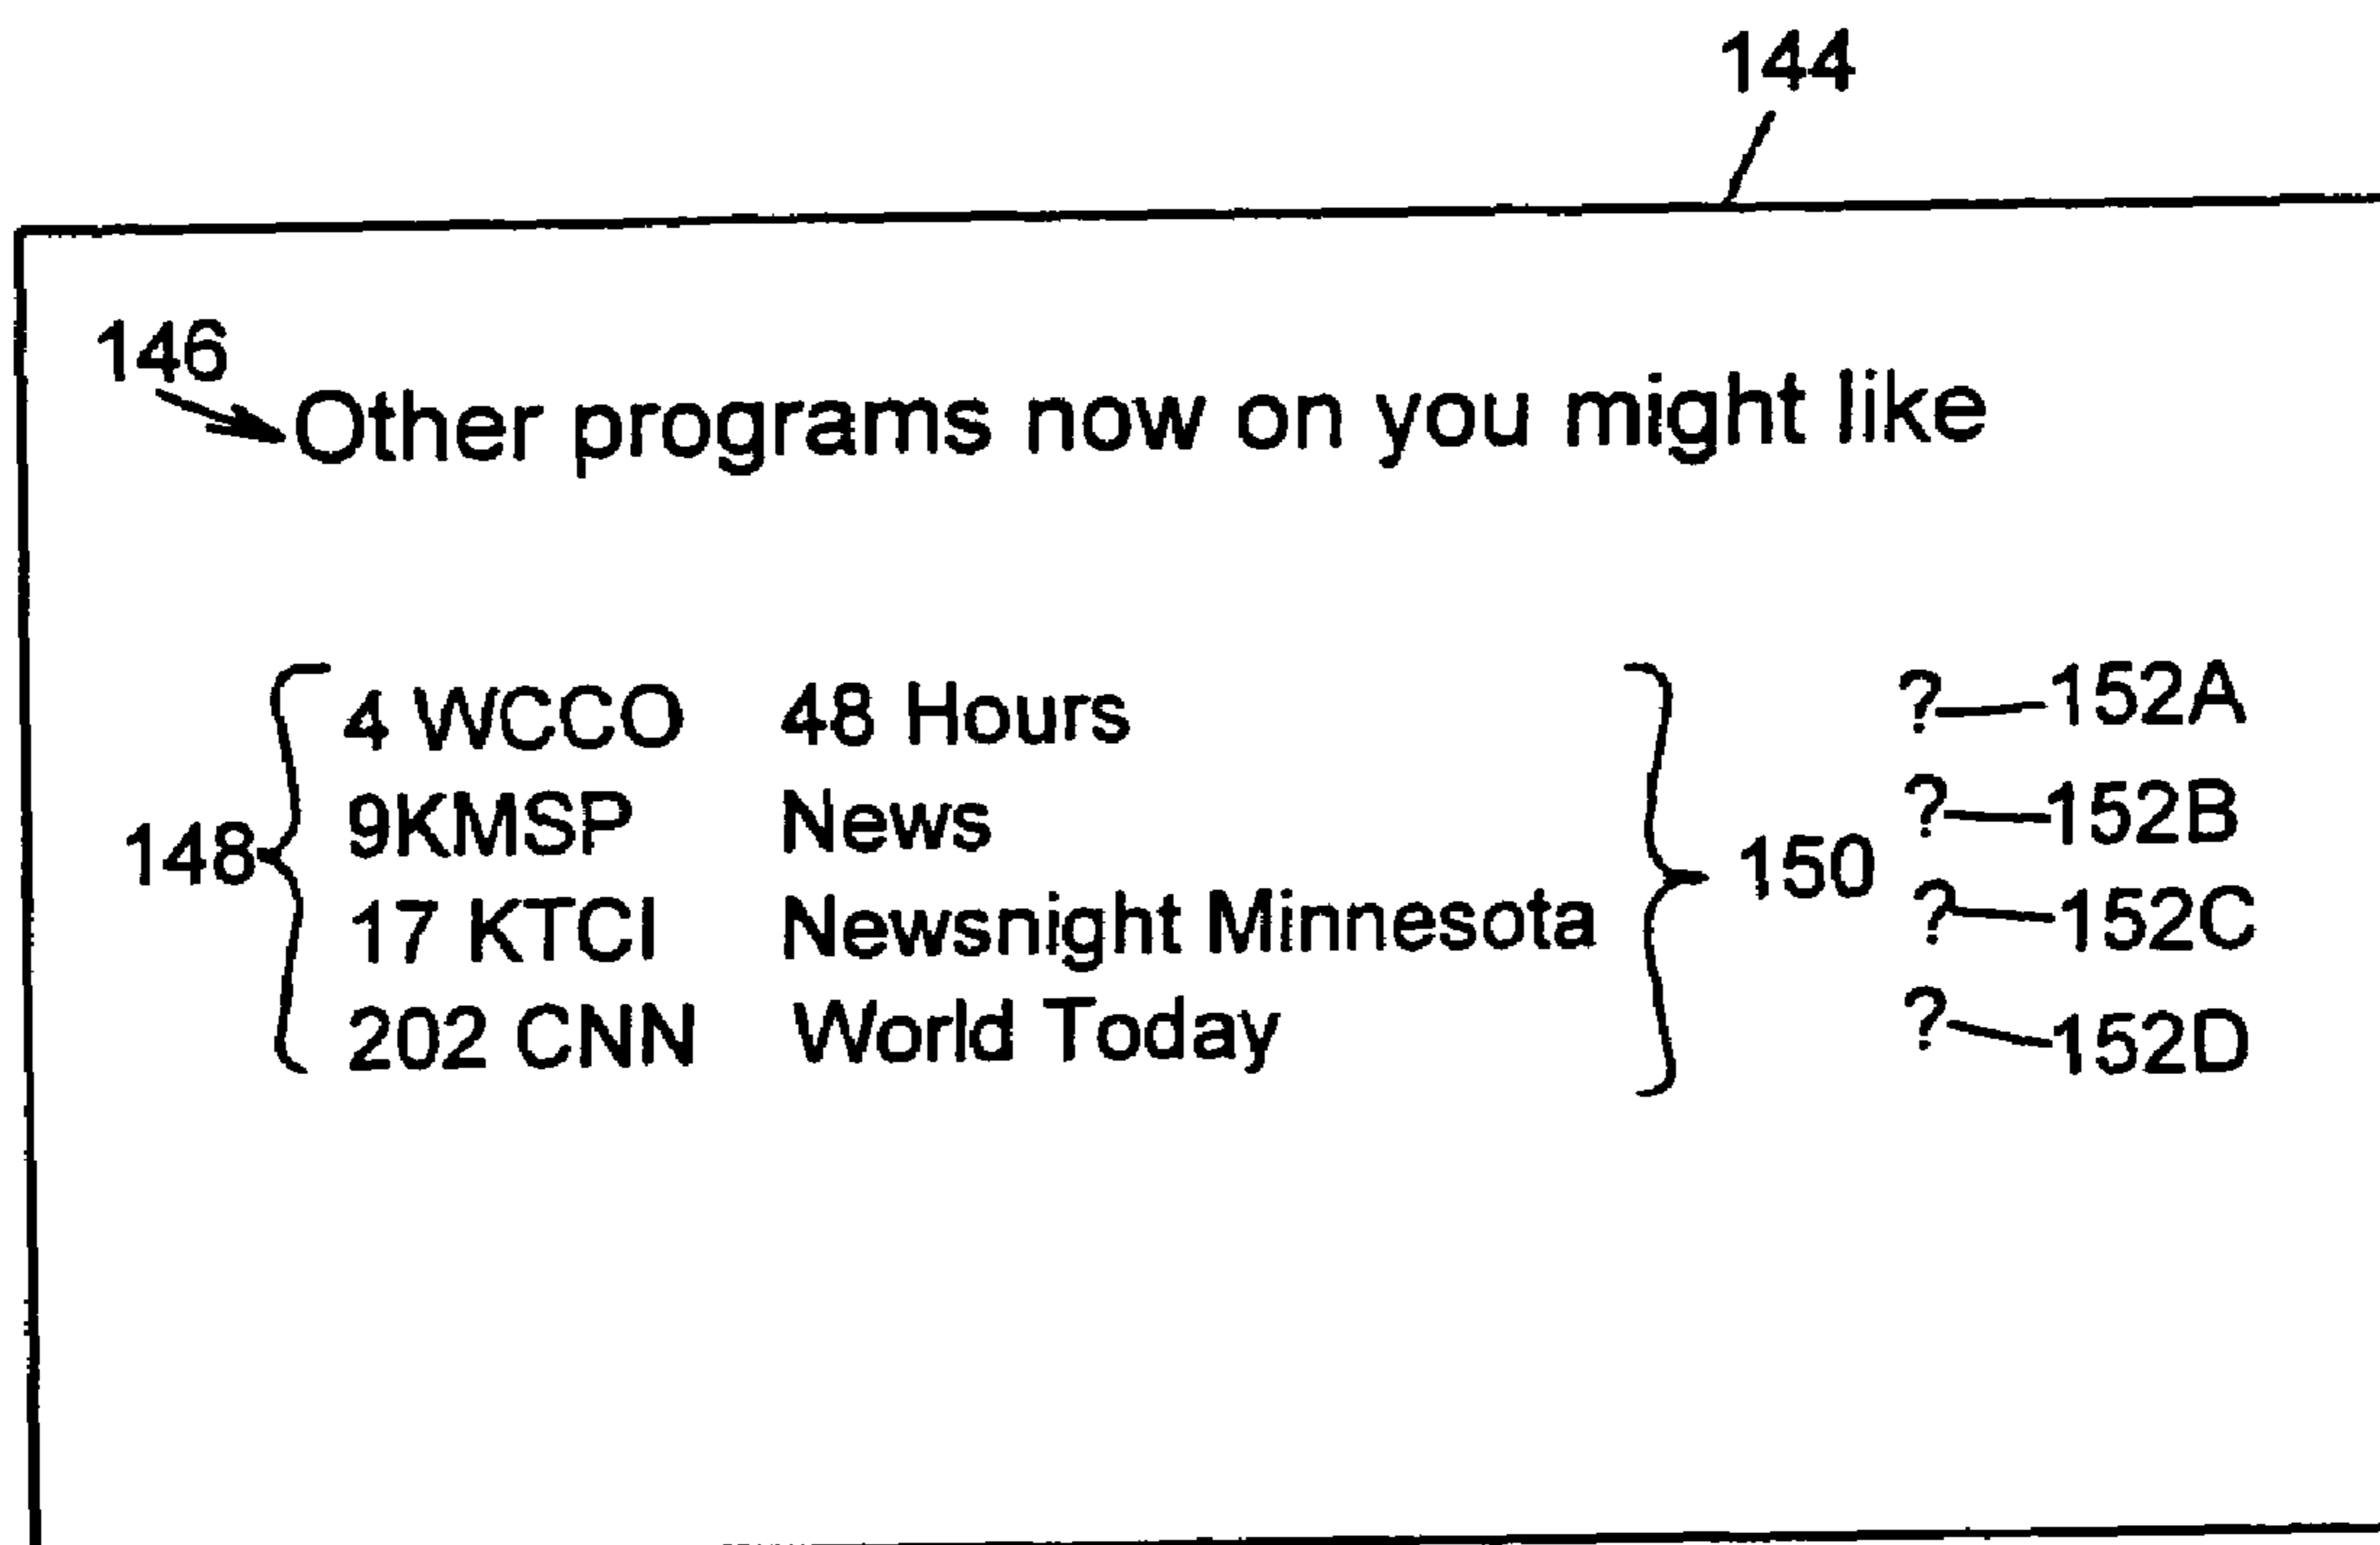 144
146
Other programs now on you might like
4 WCCO 48 Hours ? 152A
9KMSP News ? 152B
148 150
17 KTCI Newsnight Minnesota ? 152C
202 CNN World Today ? 152D